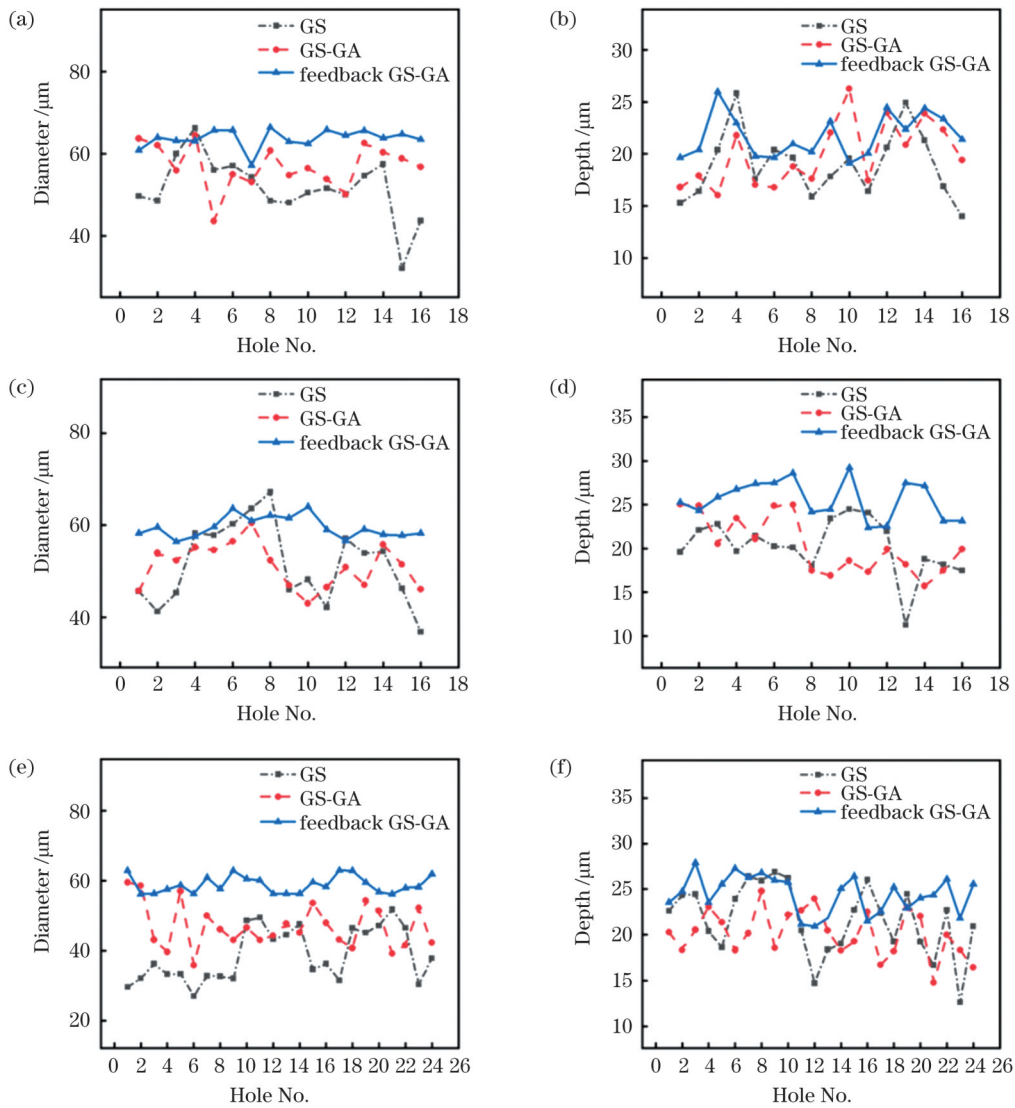 (a)
GS
GS-GA
feedback GS-GA
80
60
40
Diameter /μm
0 2 4 6 8 10 12 14 16 18
Hole No.
(b)
GS
GS-GA
feedback GS-GA
30
25
20
15
10
Depth /μm
0 2 4 6 8 10 12 14 16 18
Hole No.
(c)
GS
GS-GA
feedback GS-GA
80
60
40
Diameter /μm
0 2 4 6 8 10 12 14 16 18
Hole No.
(d)
GS
GS-GA
feedback GS-GA
35
30
25
20
15
10
Depth /μm
0 2 4 6 8 10 12 14 16 18
Hole No.
(e)
GS
GS-GA
feedback GS-GA
80
60
40
20
Diameter /μm
0 2 4 6 8 10 12 14 16 18 20 22 24 26
Hole No.
(f)
GS
GS-GA
feedback GS-GA
35
30
25
20
15
10
Depth /μm
0 2 4 6 8 10 12 14 16 18 20 22 24 26
Hole No.